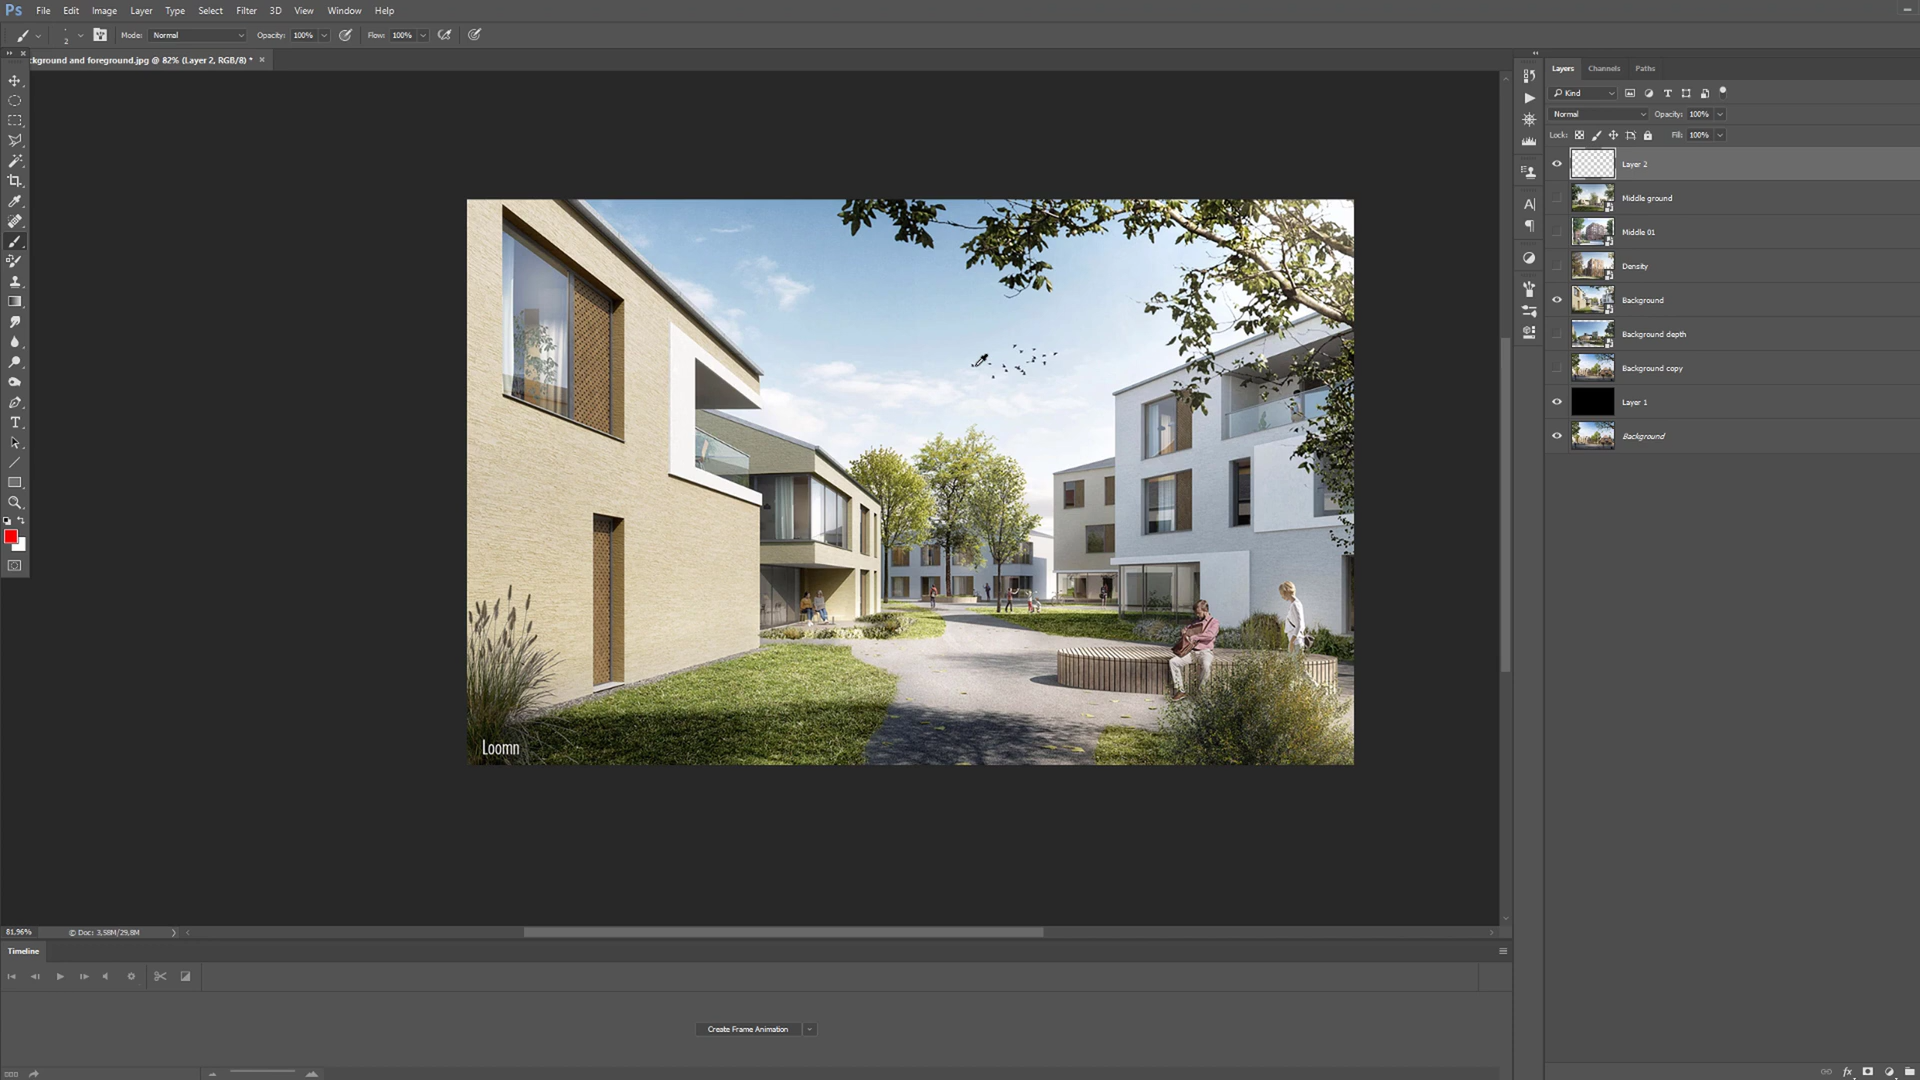 Ps File Edit Image Layer Type Select Filter 3D View Window Help
2 Mode: Normal Opacity: 100% Flow: 100%
kground and foreground.jpg @ 82% (Layer 2, RGB/8) * ×
Layers Channels Paths
Kind
Normal Opacity: 100%
Lock: Fill: 100%
Layer 2
Middle ground
Middle 01
Density
Background
Background depth
Background copy
Layer 1
Background
Loomn
81,96% Doc: 3,58M/29,8M
Timeline
Create Frame Animation
fx